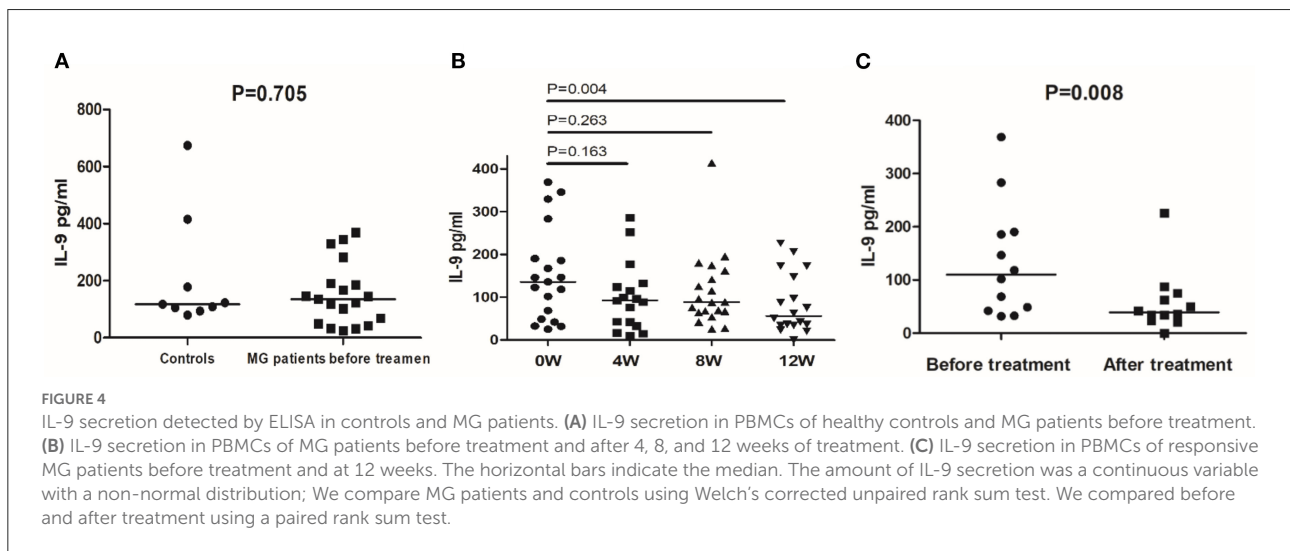 A
P=0.705
IL-9 pg/ml
800
600
400
200
0
Controls
MG patients before treamen
B
P=0.004
P=0.263
P=0.163
IL-9 pg/ml
400
300
200
100
0
0W 4W 8W 12W
C
P=0.008
IL-9 pg/ml
400
300
200
100
0
Before treatment
After treatment
FIGURE 4
IL-9 secretion detected by ELISA in controls and MG patients. (A) IL-9 secretion in PBMCs of healthy controls and MG patients before treatment.
(B) IL-9 secretion in PBMCs of MG patients before treatment and after 4, 8, and 12 weeks of treatment. (C) IL-9 secretion in PBMCs of responsive
MG patients before treatment and at 12 weeks. The horizontal bars indicate the median. The amount of IL-9 secretion was a continuous variable
with a non-normal distribution; We compare MG patients and controls using Welch's corrected unpaired rank sum test. We compared before
and after treatment using a paired rank sum test.